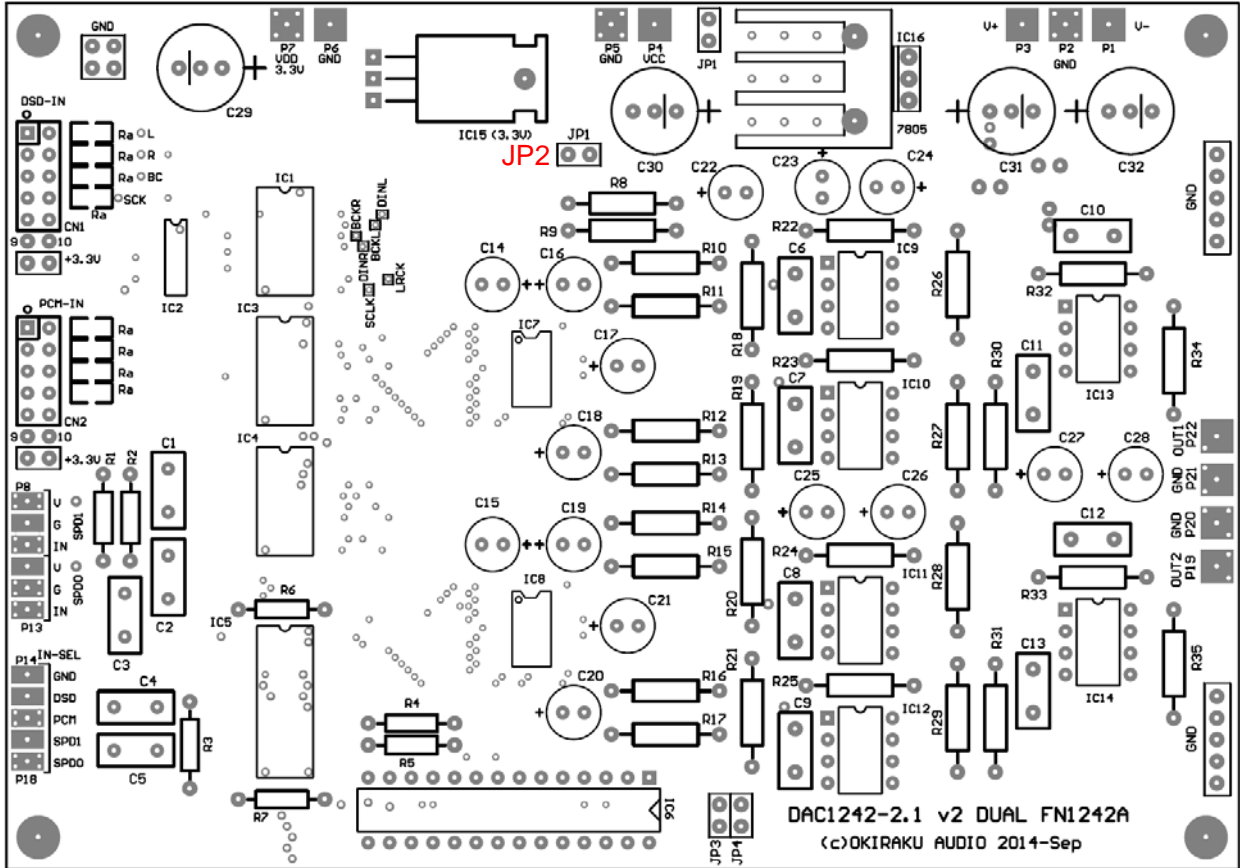 GND
P7
VDD
3.3V
P6
GND
P5
GND
P4
VCC
JP1
IC16
V+
P3
P2
GND
P1
V-
C29
IC15(3.3V)
JP1
JP2
C30
7805
C31
C32
DSD-IN
Ra
L
Ra
R
Ra
BC
SCK
Ra
CN1
9
10
+3.3V
IC1
IC2
BCKR
DINL
BCKL
DINR
LRCK
SCLK
R8
R9
C22
C23
C24
R22
IC9
C10
GND
C14
C16
R10
R11
C6
R26
R32
R18
PCM-IN
Ra
Ra
Ra
Ra
CN2
9
10
+3.3V
IC3
IC7
C17
R23
IC10
C7
R19
R30
C11
IC13
R34
IC4
C18
R12
R13
R27
C27
C28
OUT1
P22
GND
P21
GND
P20
OUT2
P19
R1
R2
C1
P8
V
G
IN
SPD1
V
G
IN
SPD0
P13
C2
C3
C15
C19
R14
R15
C25
C26
R24
IC11
C12
R28
R33
R20
C8
R6
IC5
IC8
C21
R21
R31
C13
IC14
R35
IN-SEL
P14
GND
DSD
PCM
SPD1
SPD0
P18
C4
C5
R3
R4
R5
C20
R16
R17
R25
IC12
C9
R29
GND
R7
IC6
JP3
JP4
DAC1242-2.1 v2 DUAL FN1242A
(c)OKIRAKU AUDIO 2014-Sep